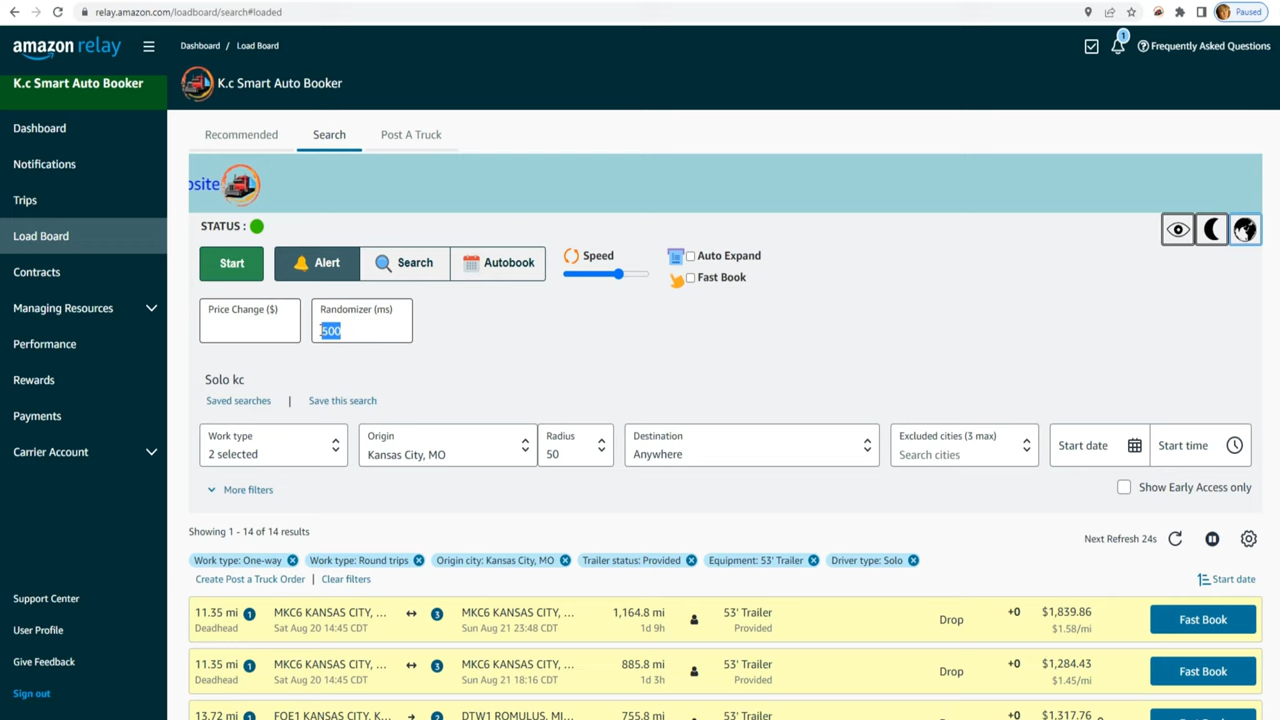 relay.amazon.com/loadboard/search#loaded
Paused
amazon relay
Dashboard / Load Board
1
Frequently Asked Questions
K.c Smart Auto Booker
K.c Smart Auto Booker
Dashboard
Notifications
Trips
Load Board
Contracts
Managing Resources
Performance
Rewards
Payments
Carrier Account
Support Center
User Profile
Give Feedback
Sign out
Recommended
Search
Post A Truck
osite
STATUS :
Start
Alert
Search
Autobook
Speed
Auto Expand
Fast Book
Price Change ($)
Randomizer (ms)
500
Solo kc
Saved searches | Save this search
Work type
2 selected
Origin
Kansas City, MO
Radius
50
Destination
Anywhere
Excluded cities (3 max)
Search cities
Start date
Start time
More filters
Show Early Access only
Showing 1 - 14 of 14 results
Next Refresh 24s
Work type: One-way
Work type: Round trips
Origin city: Kansas City, MO
Trailer status: Provided
Equipment: 53' Trailer
Driver type: Solo
Create Post a Truck Order | Clear filters
Start date
11.35 mi 1 MKC6 KANSAS CITY, ... 3 MKC6 KANSAS CITY, ... 1,164.8 mi 53' Trailer Drop +0 $1,839.86 Fast Book
Deadhead Sat Aug 20 14:45 CDT Sun Aug 21 23:48 CDT 1d 9h Provided $1.58/mi
11.35 mi 1 MKC6 KANSAS CITY, ... 3 MKC6 KANSAS CITY, ... 885.8 mi 53' Trailer Drop +0 $1,284.43 Fast Book
Deadhead Sat Aug 20 14:45 CDT Sun Aug 21 18:16 CDT 1d 3h Provided $1.45/mi
13.72 mi 1 FOE1 KANSAS CITY, K... 2 DTW1 ROMULUS, MI... 755.8 mi 53' Trailer +0 $1,317.76